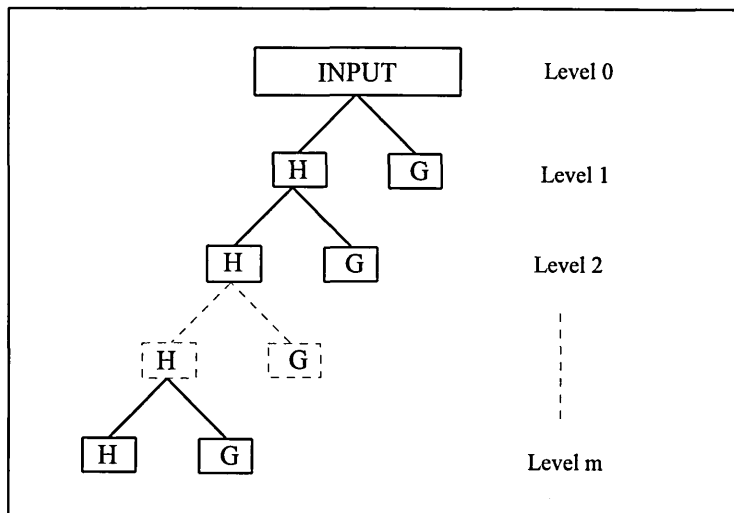 INPUT Level 0
H G Level 1
H G Level 2
H G
H G Level m